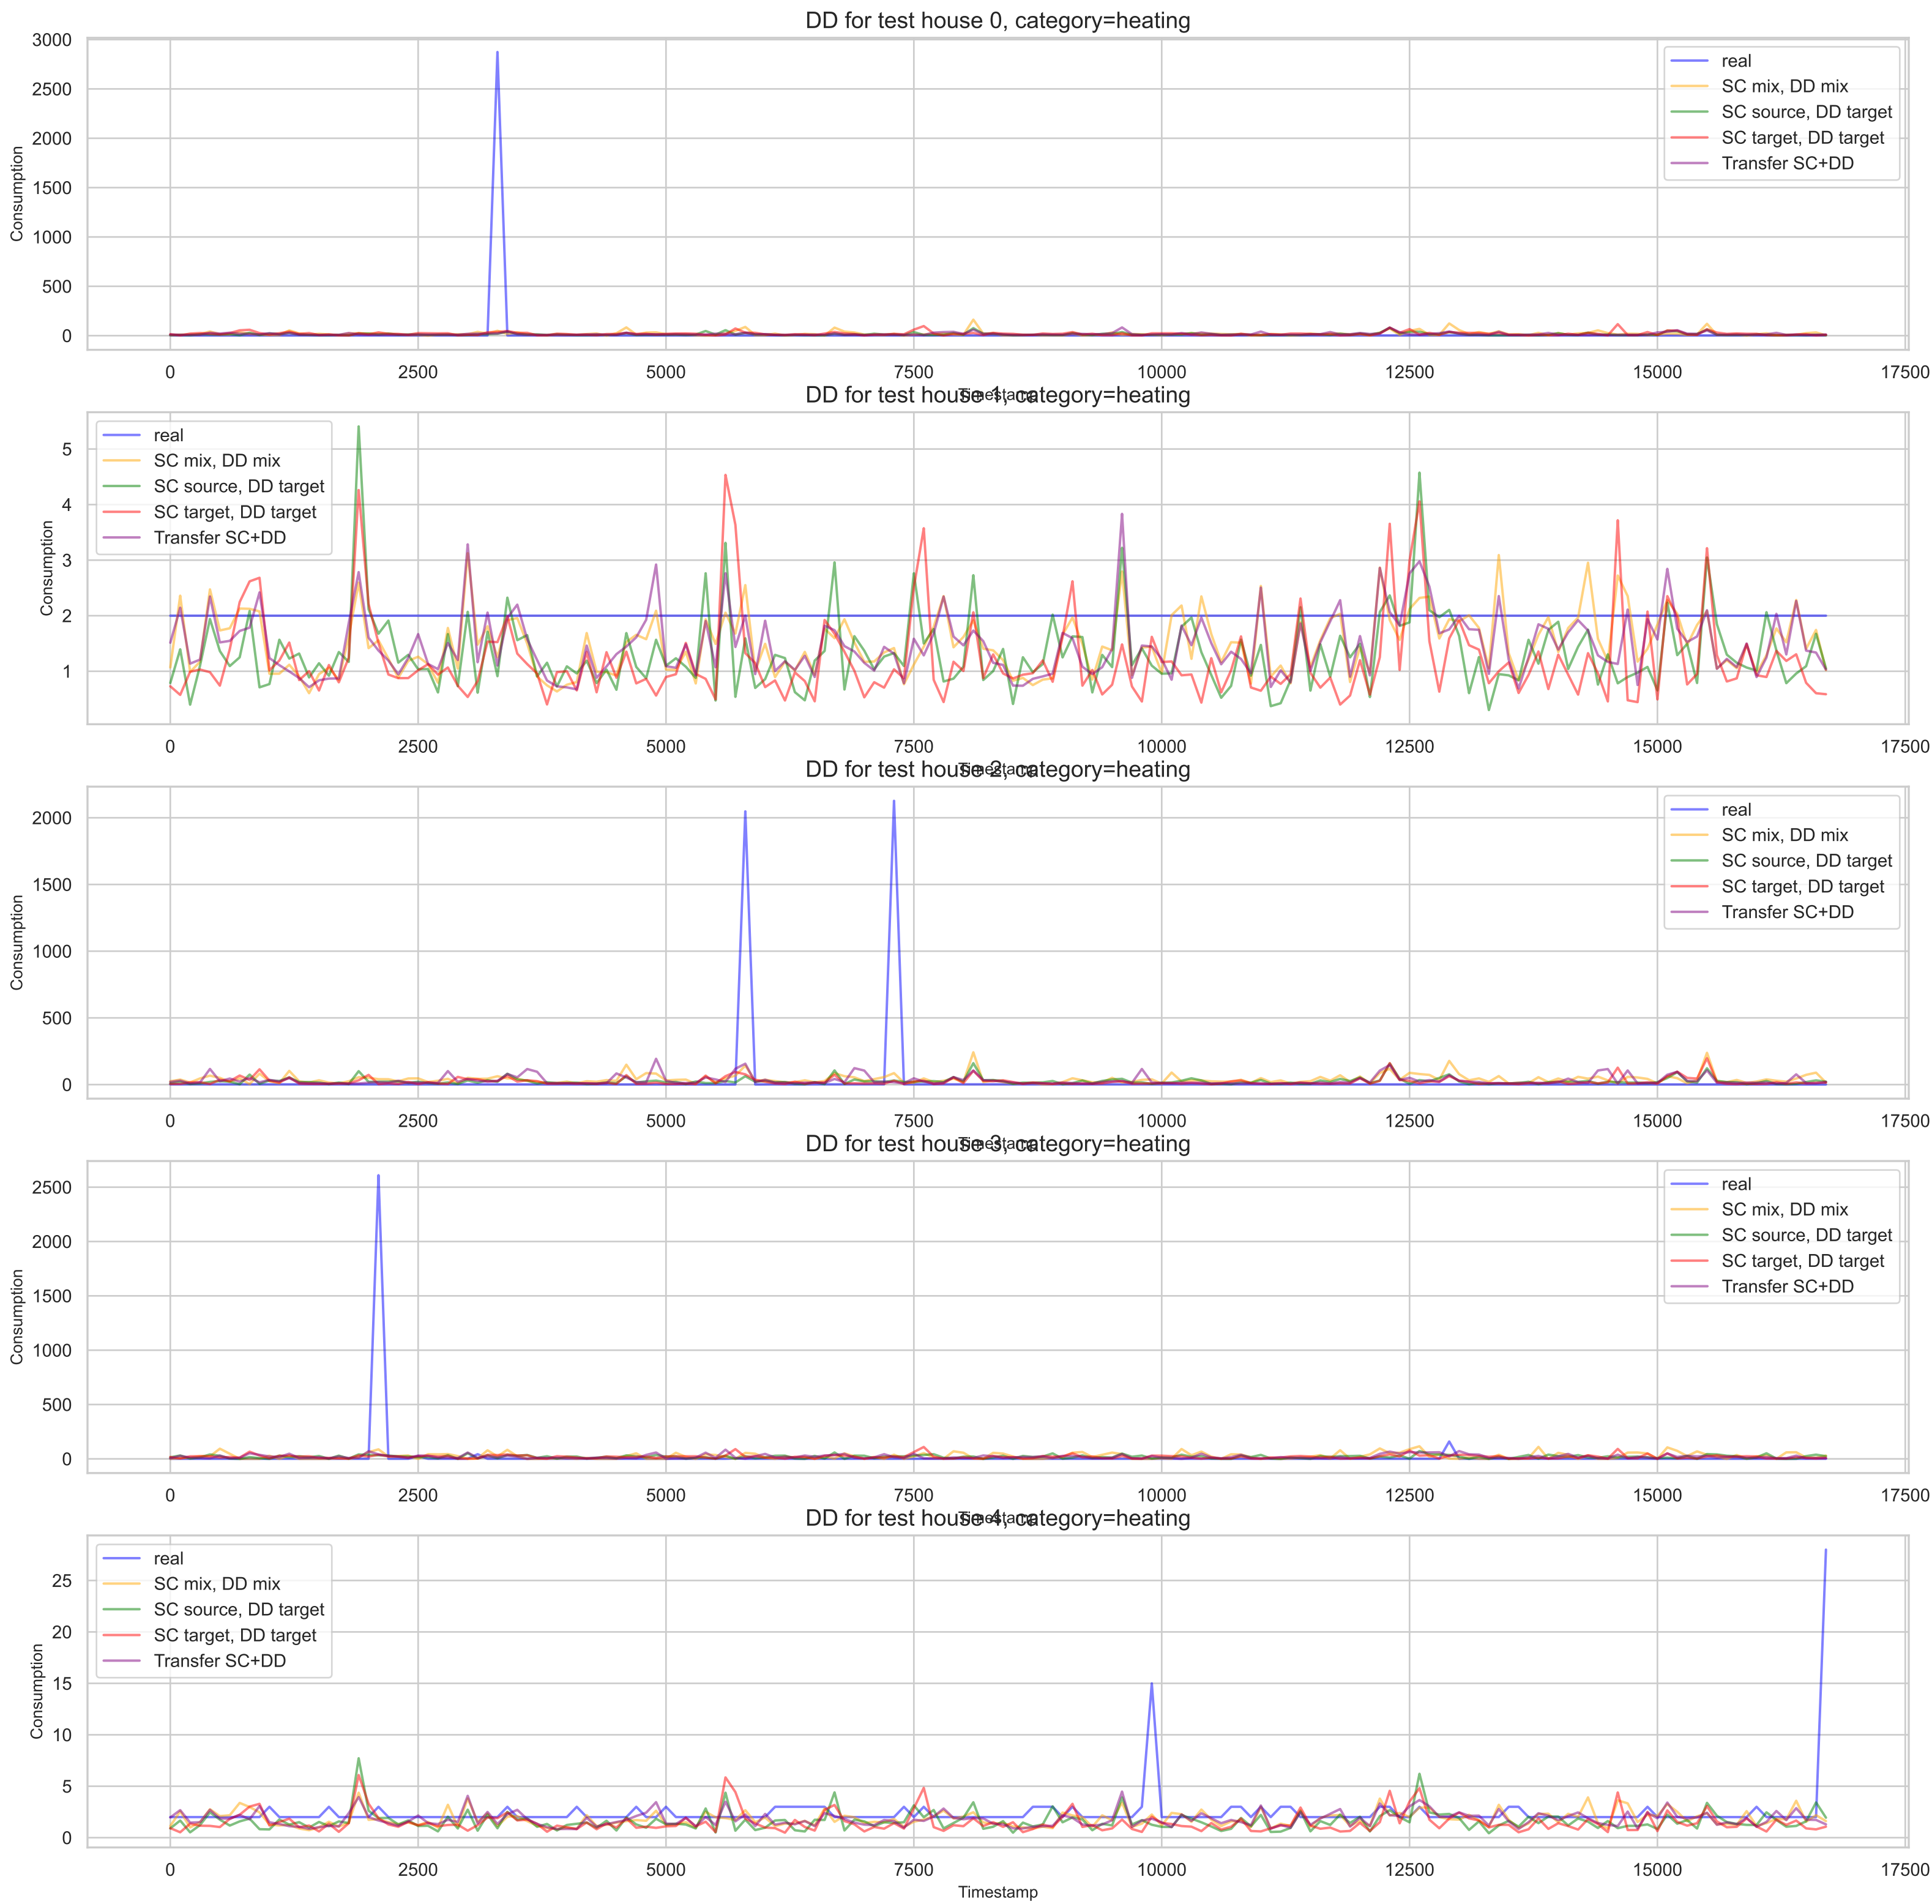 DD for test house 0, category=heating
3000
2500
2000
1500
1000
500
0
Consumption
real
SC mix, DD mix
SC source, DD target
SC target, DD target
Transfer SC+DD
0 2500 5000 7500 10000 12500 15000 17500
Timestamp
DD for test house 1, category=heating
5
4
3
2
1
Consumption
real
SC mix, DD mix
SC source, DD target
SC target, DD target
Transfer SC+DD
0 2500 5000 7500 10000 12500 15000 17500
Timestamp
DD for test house 2, category=heating
2000
1500
1000
500
0
Consumption
real
SC mix, DD mix
SC source, DD target
SC target, DD target
Transfer SC+DD
0 2500 5000 7500 10000 12500 15000 17500
Timestamp
DD for test house 3, category=heating
2500
2000
1500
1000
500
0
Consumption
real
SC mix, DD mix
SC source, DD target
SC target, DD target
Transfer SC+DD
0 2500 5000 7500 10000 12500 15000 17500
Timestamp
DD for test house 4, category=heating
25
20
15
10
5
0
Consumption
real
SC mix, DD mix
SC source, DD target
SC target, DD target
Transfer SC+DD
0 2500 5000 7500 10000 12500 15000 17500
Timestamp